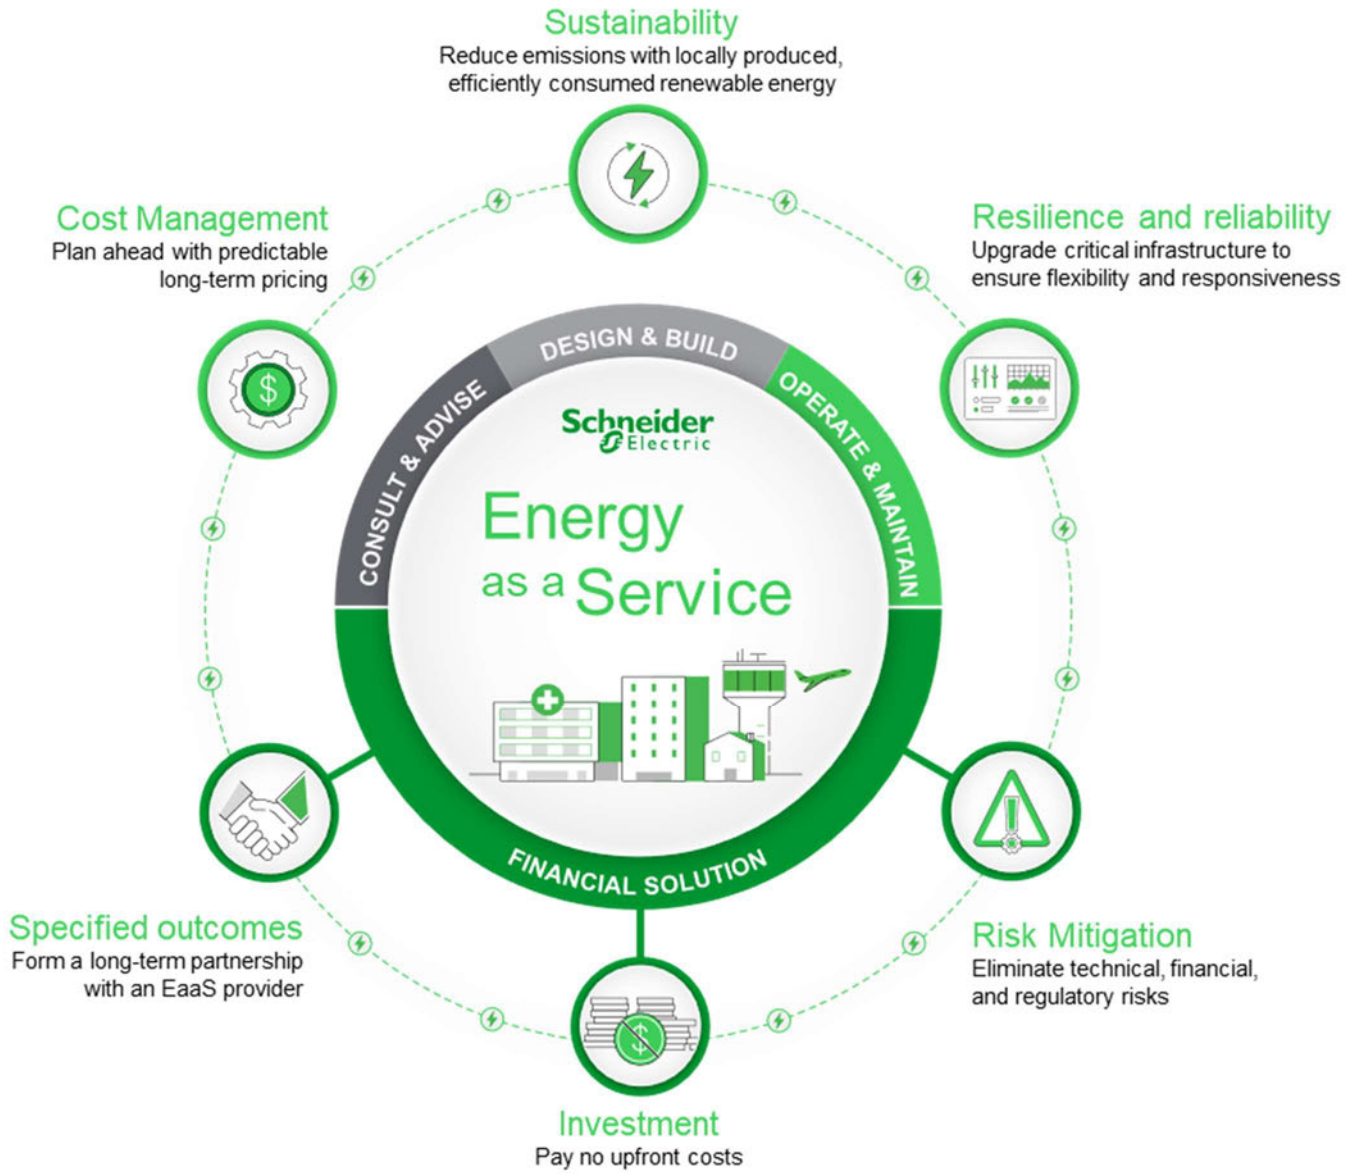 Sustainability
Reduce emissions with locally produced,
efficiently consumed renewable energy
Cost Management
Plan ahead with predictable
long-term pricing
Resilience and reliability
Upgrade critical infrastructure to
ensure flexibility and responsiveness
$
CONSULT & ADVISE
DESIGN & BUILD
OPERATE & MAINTAIN
Schneider
Electric
Energy
as a Service
FINANCIAL SOLUTION
Specified outcomes
Form a long-term partnership
with an EaaS provider
Risk Mitigation
Eliminate technical, financial,
and regulatory risks
$
Investment
Pay no upfront costs